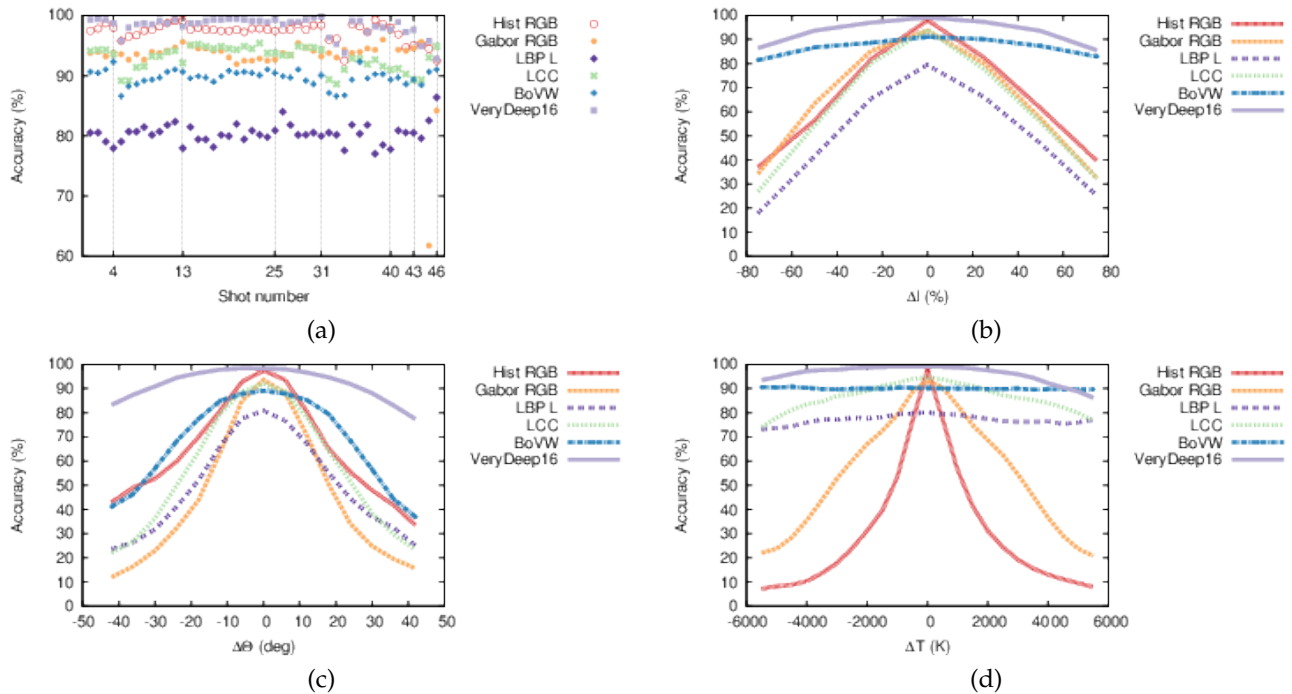 100
90
80
70
60
Accuracy (%)
4 13 25 31 40 43 46
Shot number
Hist RGB
Gabor RGB
LBP L
LCC
BoVW
VeryDeep16
(a)
100
90
80
70
60
50
40
30
20
10
0
Accuracy (%)
-80 -60 -40 -20 0 20 40 60 80
ΔI (%)
Hist RGB
Gabor RGB
LBP L
LCC
BoVW
VeryDeep16
(b)
100
90
80
70
60
50
40
30
20
10
0
Accuracy (%)
-50 -40 -30 -20 -10 0 10 20 30 40 50
ΔΘ (deg)
Hist RGB
Gabor RGB
LBP L
LCC
BoVW
VeryDeep16
(c)
100
90
80
70
60
50
40
30
20
10
0
Accuracy (%)
-6000 -4000 -2000 0 2000 4000 6000
ΔT (K)
Hist RGB
Gabor RGB
LBP L
LCC
BoVW
VeryDeep16
(d)